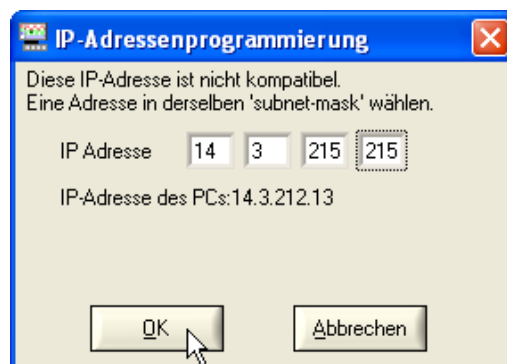 IP-Adressenprogrammierung
Diese IP-Adresse ist nicht kompatibel.
Eine Adresse in derselben 'subnet-mask' wählen.
IP Adresse 14 3 215 215
IP-Adresse des PCs:14.3.212.13
OK Abbrechen